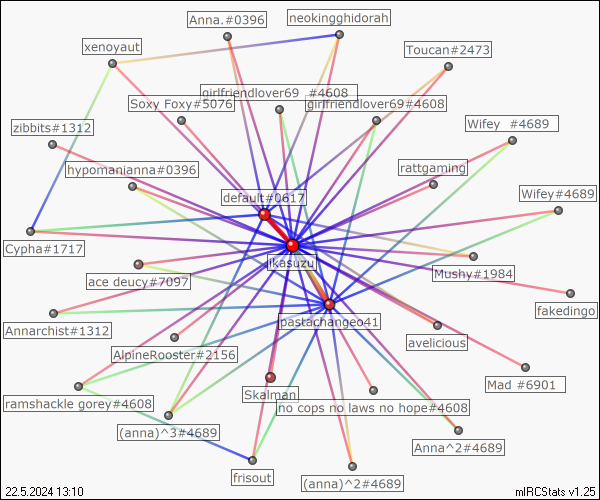 Anna.#0396
neokingghidorah
xenoyaut
Toucan#2473
girlfriendlover69 #4608
Soxy Foxy#5076
girlfriendlover69#4608
zibbits#1312
Wifey #4689
hypomanianna#0396
rattgaming
default#0617
Wifey#4689
Cypha#1717
jkasuzu
ace deucy#7097
Mushy#1984
fakedingo
Annarchist#1312
pastachangeo41
avelicious
AlpineRooster#2156
Mad #6901
ramshackle gorey#4608
Skalman
no cops no laws no hope#4608
(anna)^3#4689
Anna^2#4689
frisout
(anna)^2#4689
22.5.2024 13:10
mIRCStats v1.25